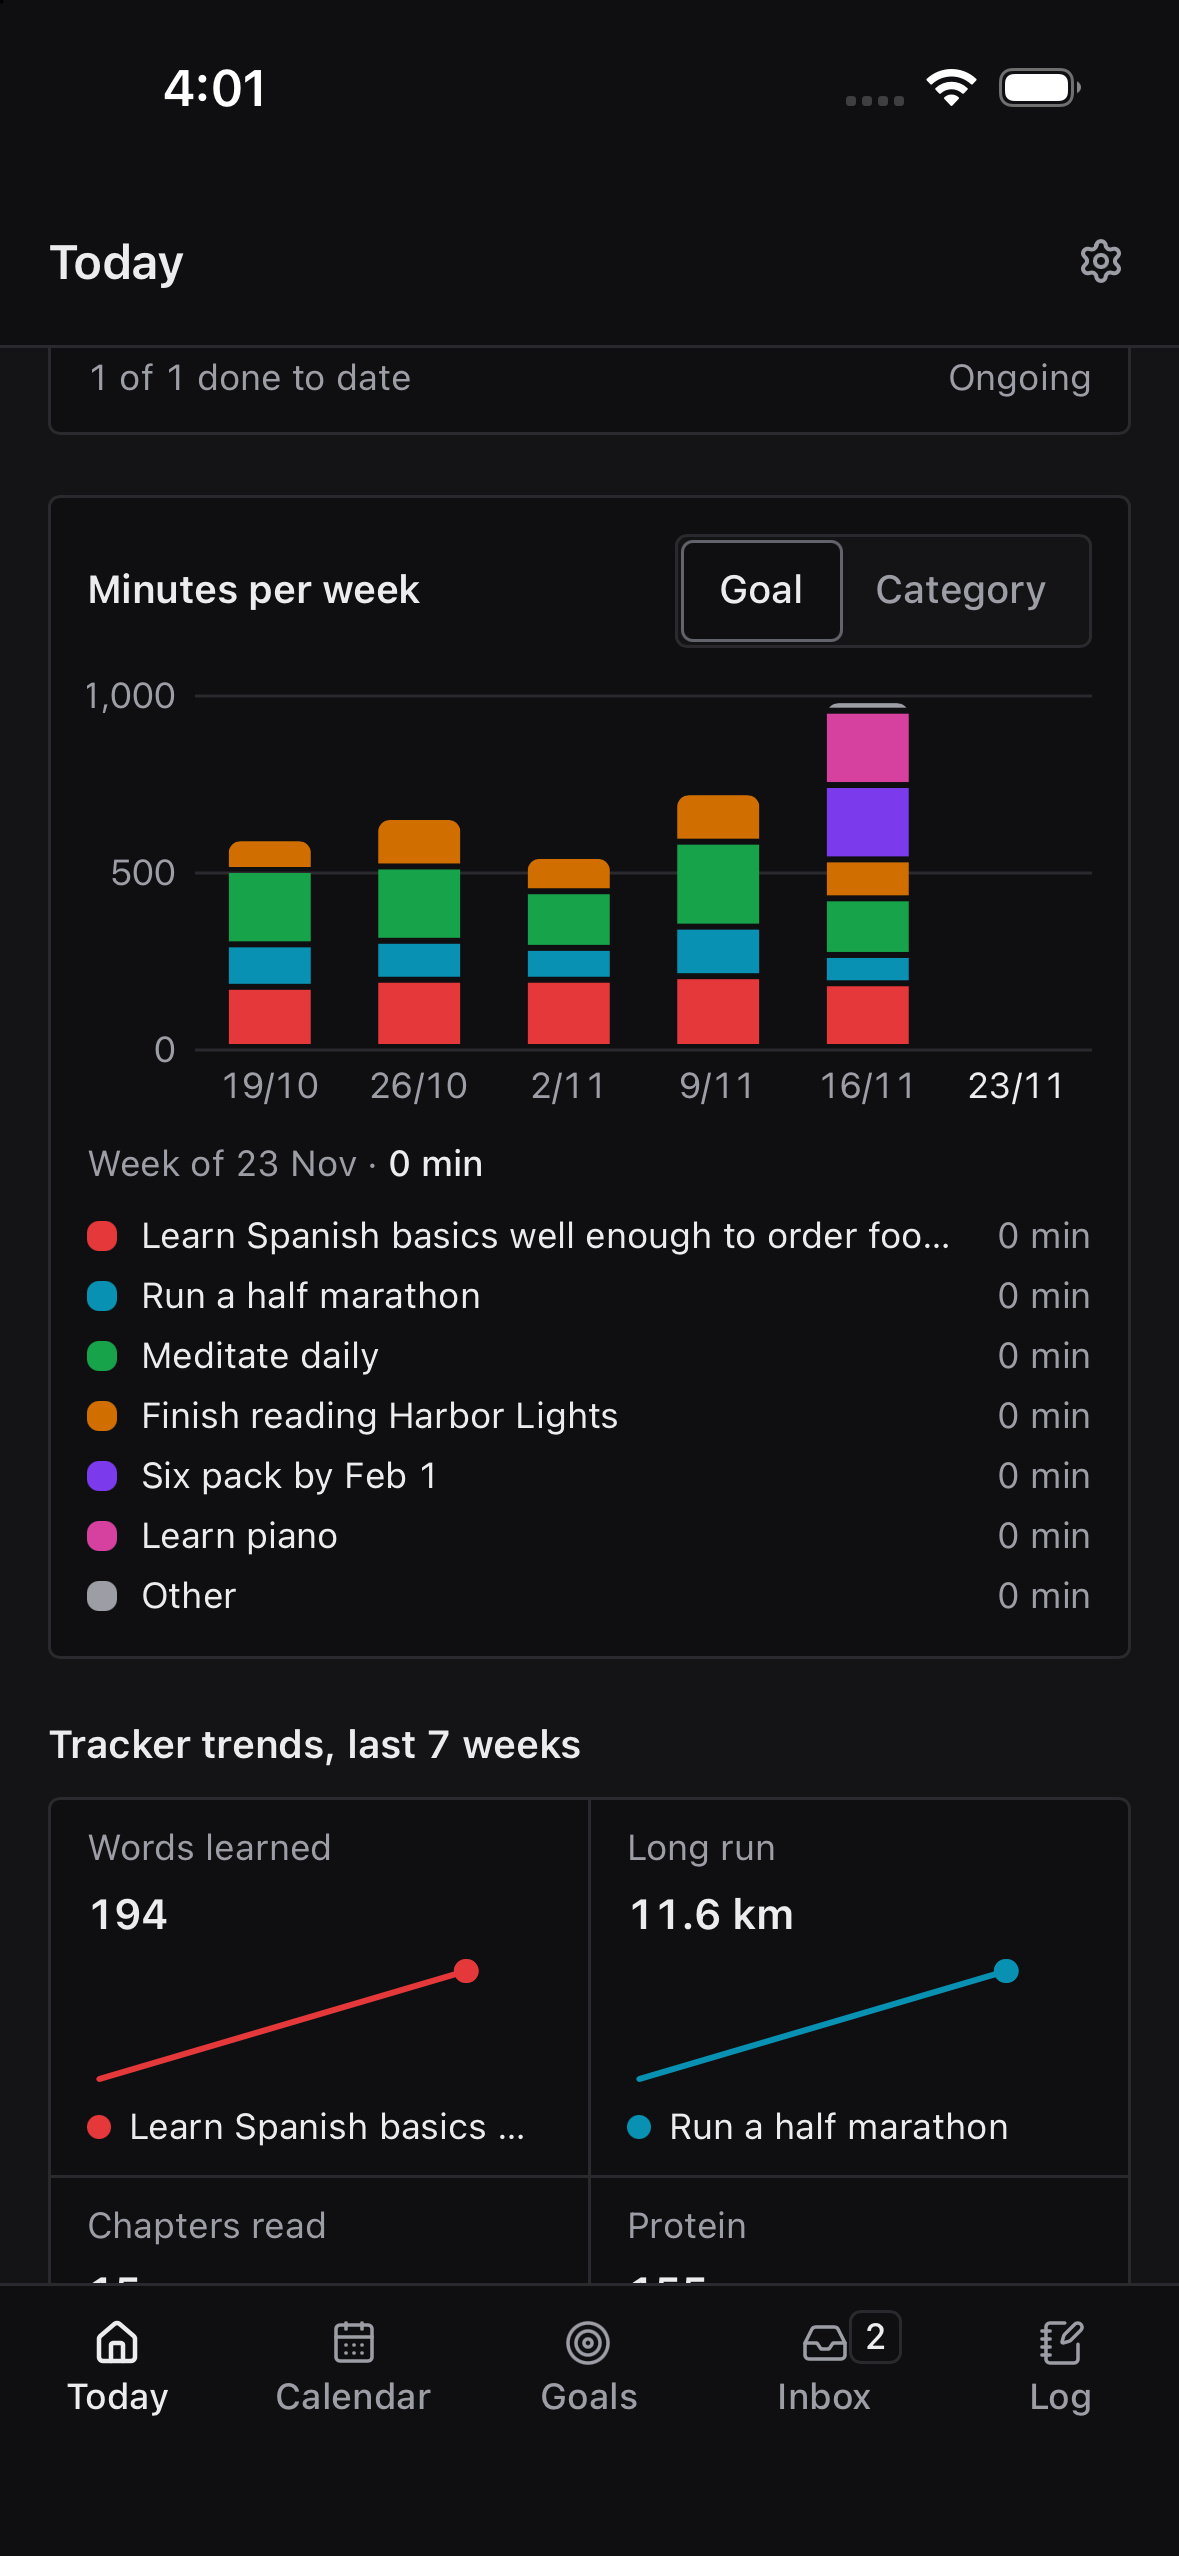 4:01
Today
1 of 1 done to date
Ongoing
Minutes per week
Goal
Category
1,000
500
0
19/10
26/10
2/11
9/11
16/11
23/11
Week of 23 Nov · 0 min
Learn Spanish basics well enough to order foo... 0 min
Run a half marathon 0 min
Meditate daily 0 min
Finish reading Harbor Lights 0 min
Six pack by Feb 1 0 min
Learn piano 0 min
Other 0 min
Tracker trends, last 7 weeks
Words learned
194
Learn Spanish basics ...
Long run
11.6 km
Run a half marathon
Chapters read
Protein
Today
Calendar
Goals
2
Inbox
Log